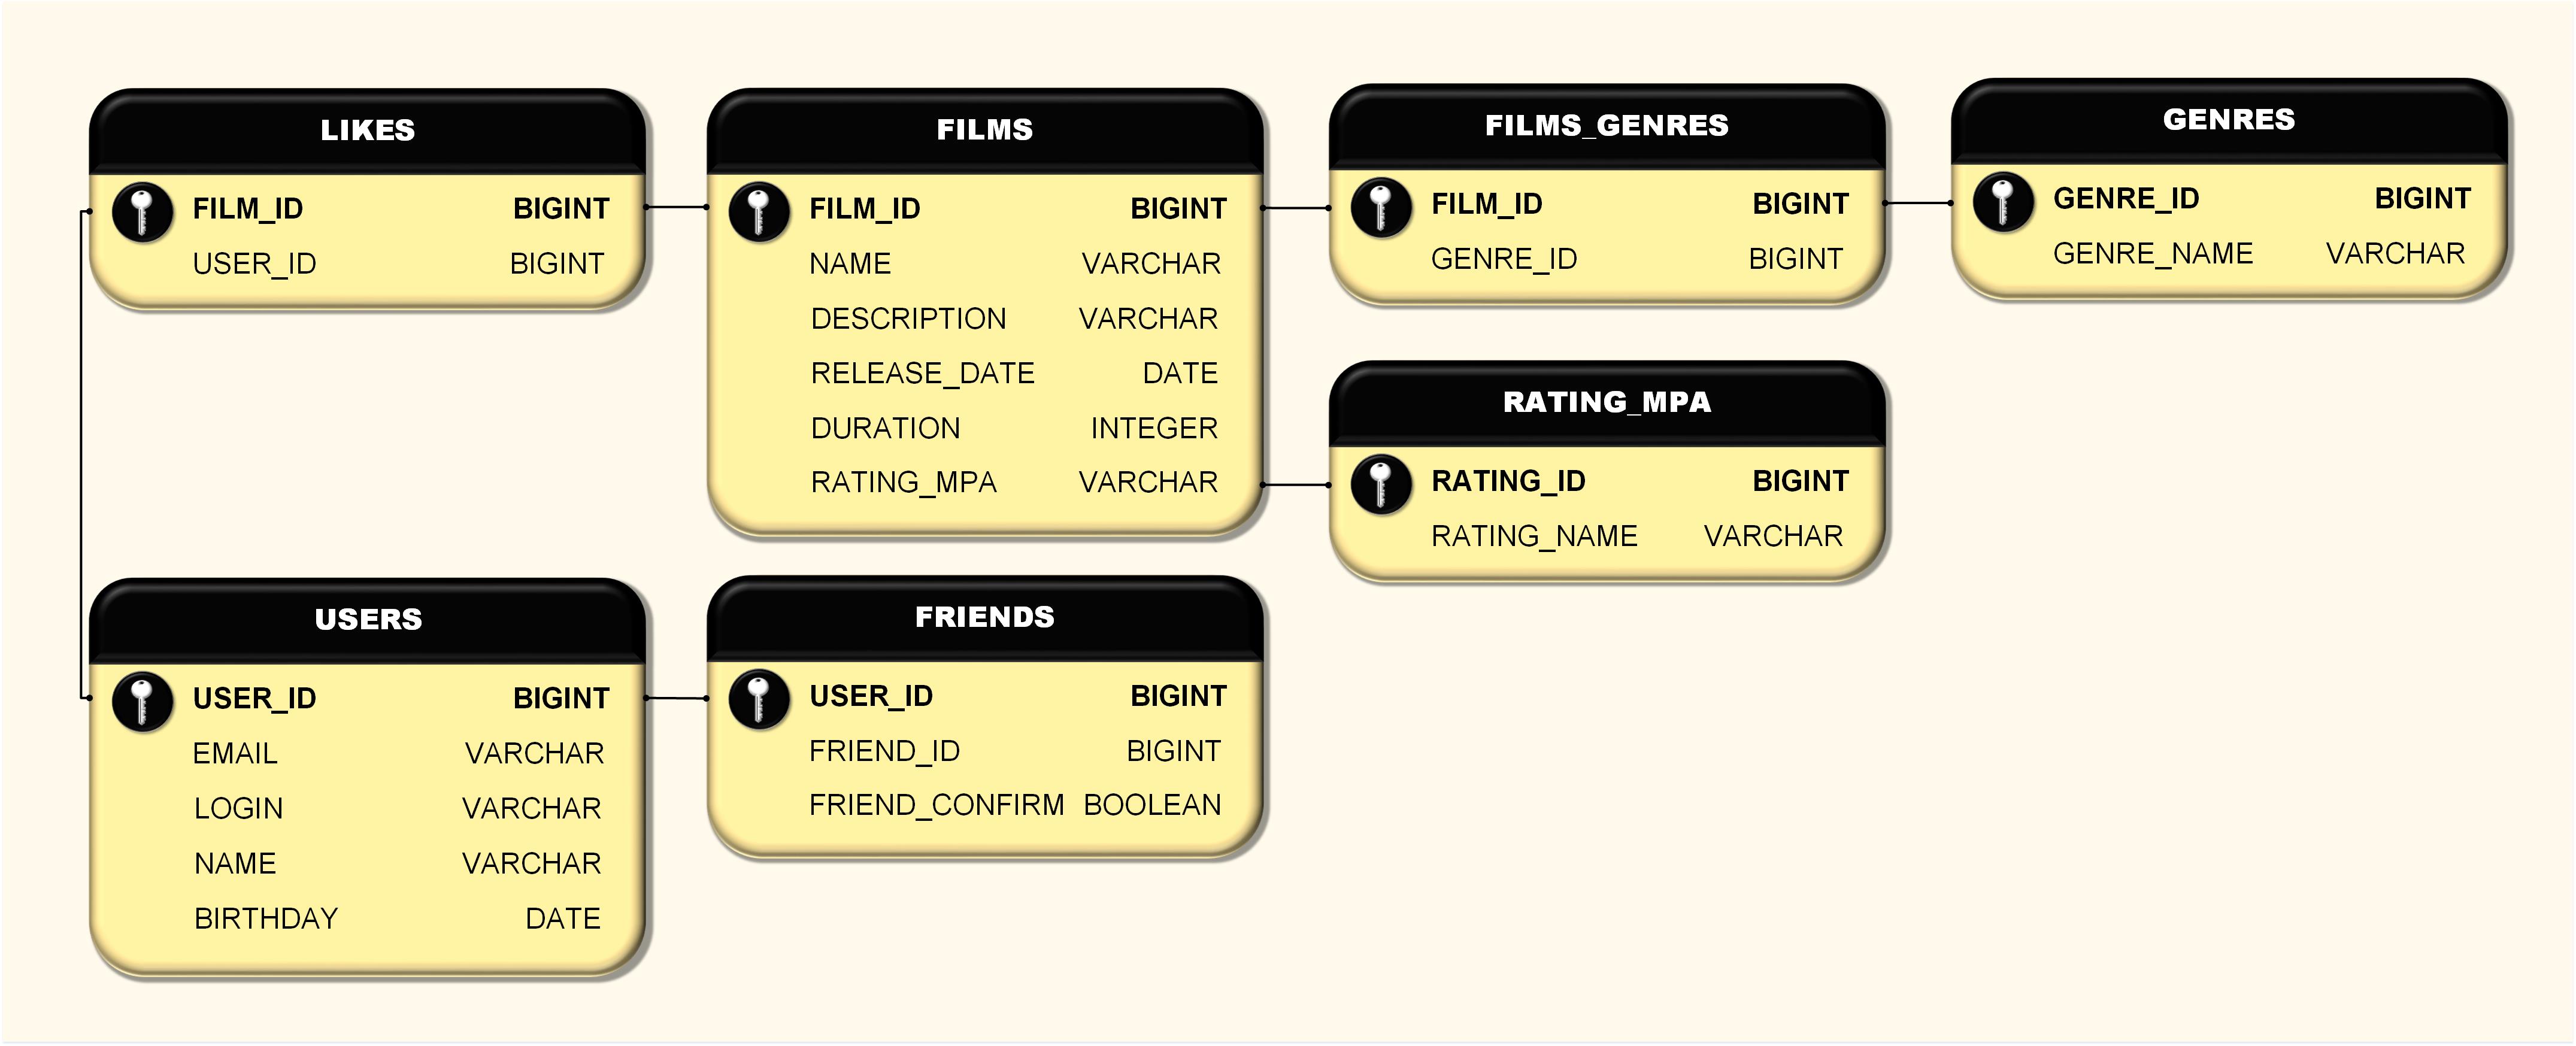 LIKES
FILM_ID BIGINT
USER_ID BIGINT
FILMS
FILM_ID BIGINT
NAME VARCHAR
DESCRIPTION VARCHAR
RELEASE_DATE DATE
DURATION INTEGER
RATING_MPA VARCHAR
FILMS_GENRES
FILM_ID BIGINT
GENRE_ID BIGINT
GENRES
GENRE_ID BIGINT
GENRE_NAME VARCHAR
RATING_MPA
RATING_ID BIGINT
RATING_NAME VARCHAR
USERS
USER_ID BIGINT
EMAIL VARCHAR
LOGIN VARCHAR
NAME VARCHAR
BIRTHDAY DATE
FRIENDS
USER_ID BIGINT
FRIEND_ID BIGINT
FRIEND_CONFIRM BOOLEAN